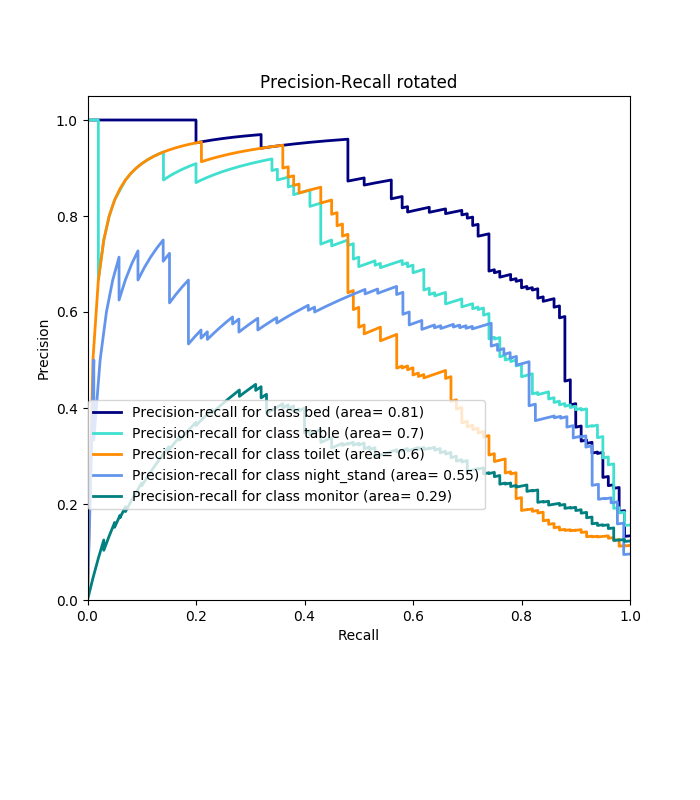 Precision-Recall rotated
1.0
0.8
0.6
0.4
0.2
0.0
Precision
Precision-recall for class bed (area= 0.81)
Precision-recall for class table (area= 0.7)
Precision-recall for class toilet (area= 0.6)
Precision-recall for class night_stand (area= 0.55)
Precision-recall for class monitor (area= 0.29)
0.0 0.2 0.4 0.6 0.8 1.0
Recall